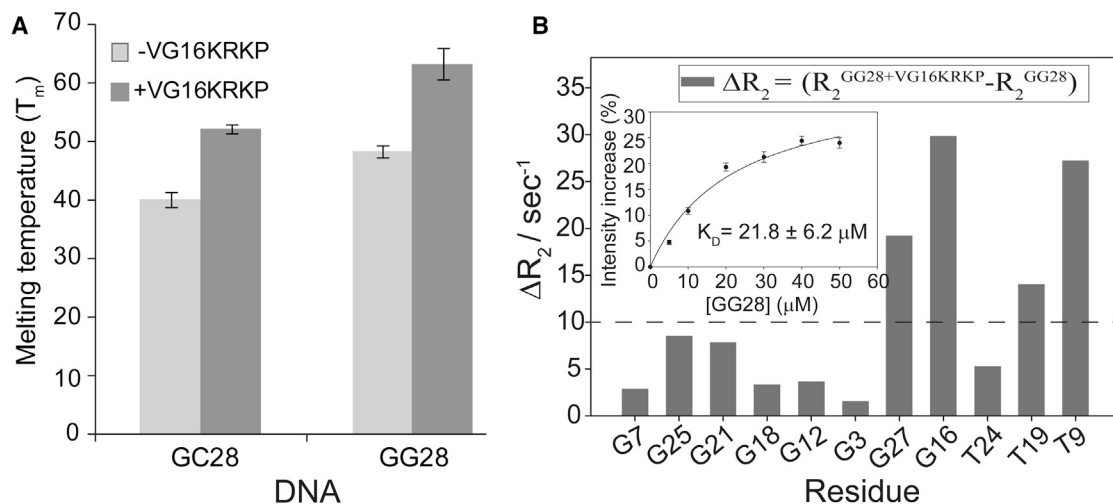 A
Melting temperature (Tm)
70
60
50
40
30
20
10
0
-VG16KRKP
+VG16KRKP
GC28
GG28
DNA
B
ΔR2 / sec-1
35
30
25
20
15
10
5
0
ΔR2 = (R2GG28+VG16KRKP-R2GG28)
Intensity increase (%)
30
25
20
15
10
5
0
KD= 21.8 ± 6.2 μM
0 10 20 30 40 50 60
[GG28] (μM)
G7 G25 G21 G18 G12 G3 G27 G16 T24 T19 T9
Residue